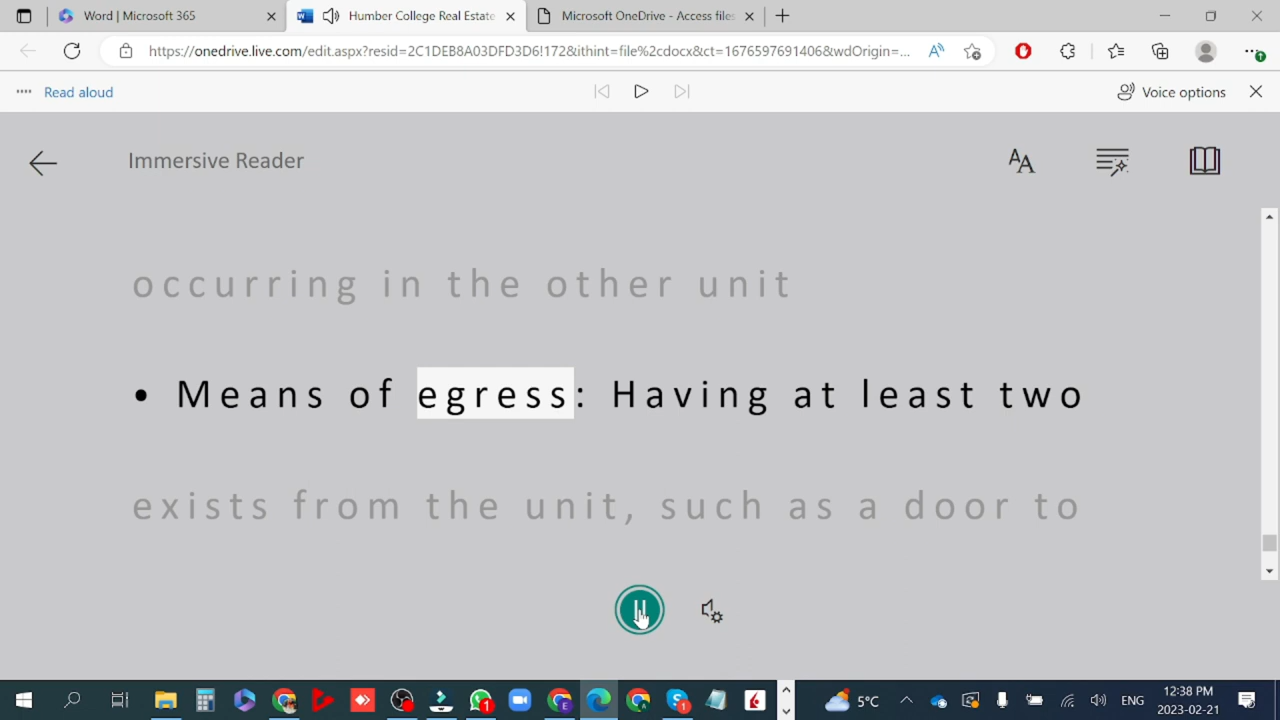 Word | Microsoft 365
Humber College Real Estate
Microsoft OneDrive - Access files
https://onedrive.live.com/edit.aspx?resid=2C1DEB8A03DFD3D6!172&ithint=file%2cdocx&ct=1676597691406&wdOrigin=...
Read aloud
Voice options
Immersive Reader
occurring in the other unit
• Means of egress: Having at least two
exists from the unit, such as a door to
5°C
ENG
12:38 PM
2023-02-21